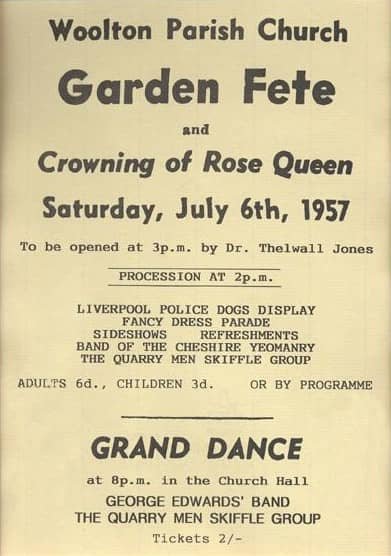 Woolton Parish Church
Garden Fete
and
Crowning of Rose Queen
Saturday, July 6th, 1957
To be opened at 3p.m. by Dr. Thelwall Jones
PROCESSION AT 2p.m.
LIVERPOOL POLICE DOGS DISPLAY
FANCY DRESS PARADE
SIDESHOWS REFRESHMENTS
BAND OF THE CHESHIRE YEOMANRY
THE QUARRY MEN SKIFFLE GROUP
ADULTS 6d., CHILDREN 3d. OR BY PROGRAMME
GRAND DANCE
at 8p.m. in the Church Hall
GEORGE EDWARDS' BAND
THE QUARRY MEN SKIFFLE GROUP
Tickets 2/-